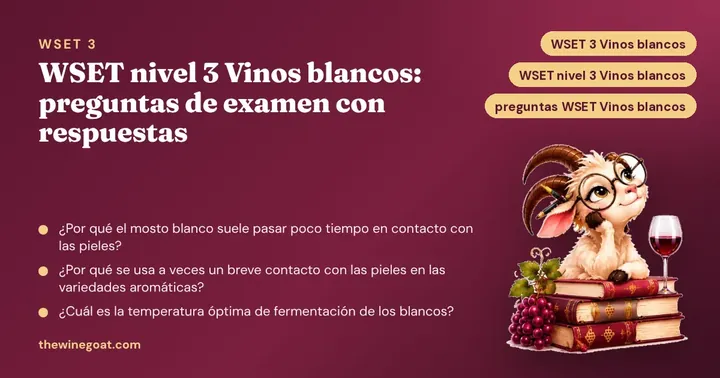 WSET 3
WSET nivel 3 Vinos blancos:
preguntas de examen con
respuestas
WSET 3 Vinos blancos
WSET nivel 3 Vinos blancos
preguntas WSET Vinos blancos
¿Por qué el mosto blanco suele pasar poco tiempo en contacto con
las pieles?
¿Por qué se usa a veces un breve contacto con las pieles en las
variedades aromáticas?
¿Cuál es la temperatura óptima de fermentación de los blancos?
thewinegoat.com